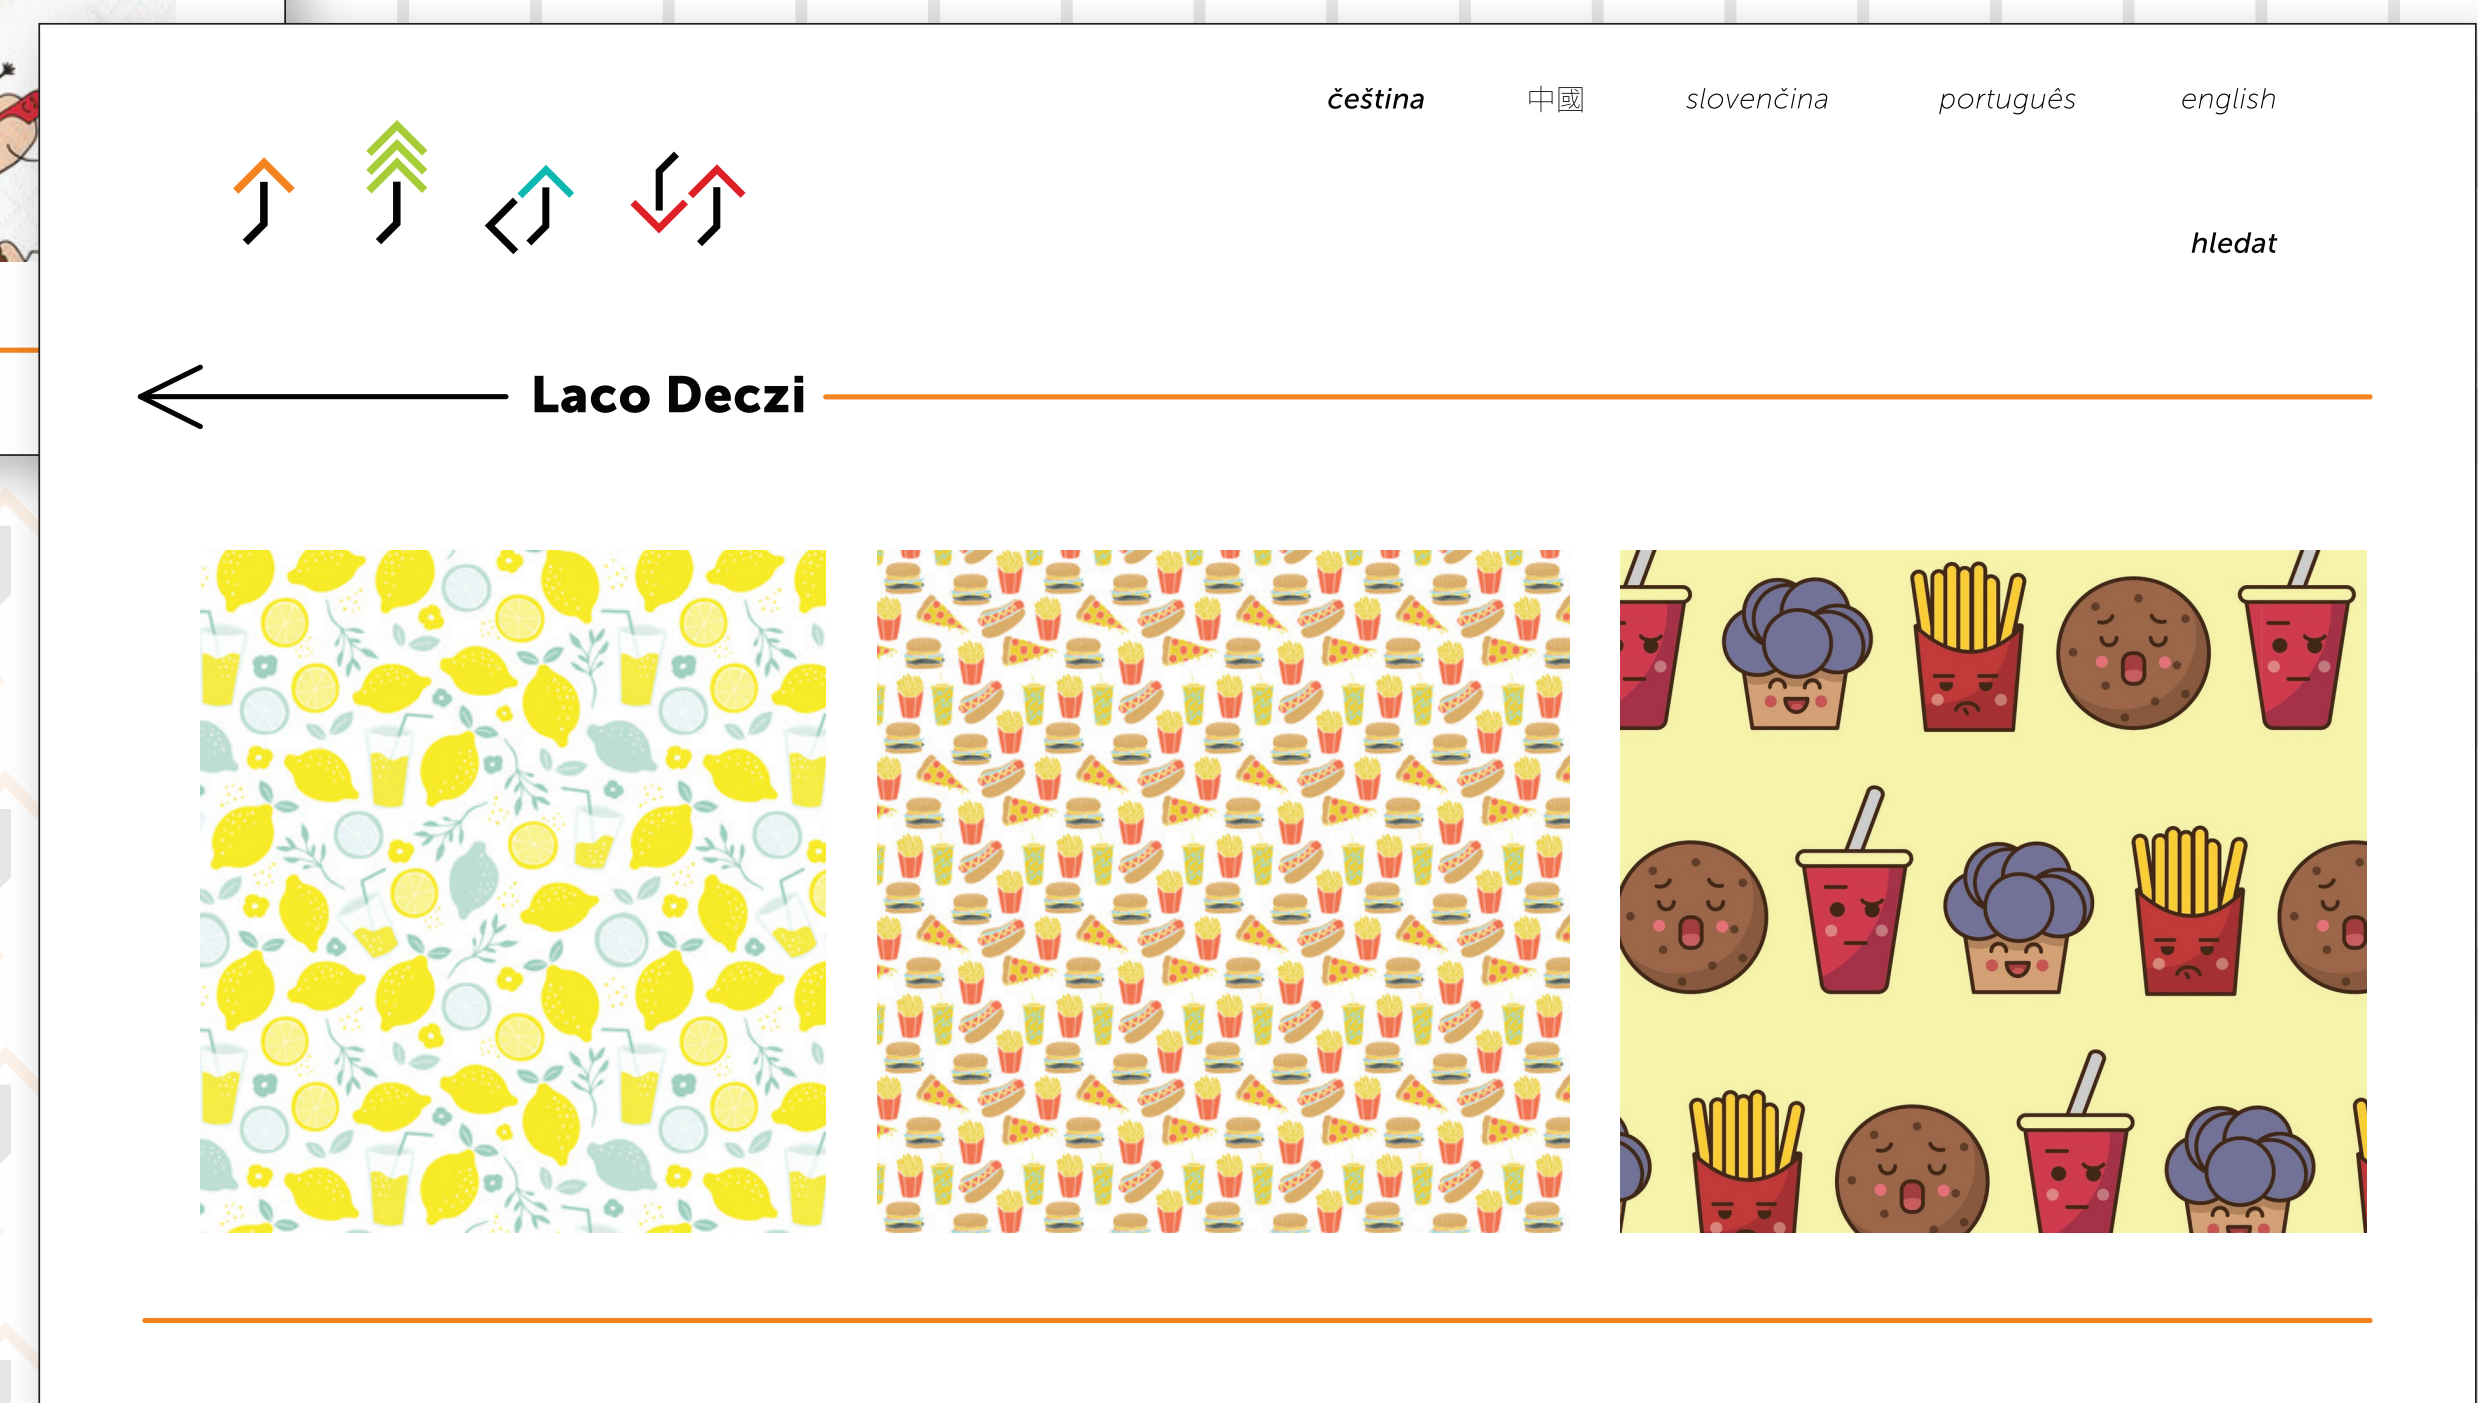 čeština 中國 slovenčina português english
hledat
Laco Deczi